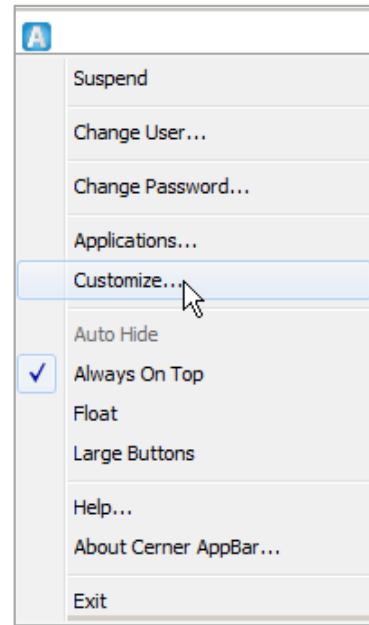 A
Suspend
Change User...
Change Password...
Applications...
Customize...
Auto Hide
Always On Top
Float
Large Buttons
Help...
About Cerner AppBar...
Exit